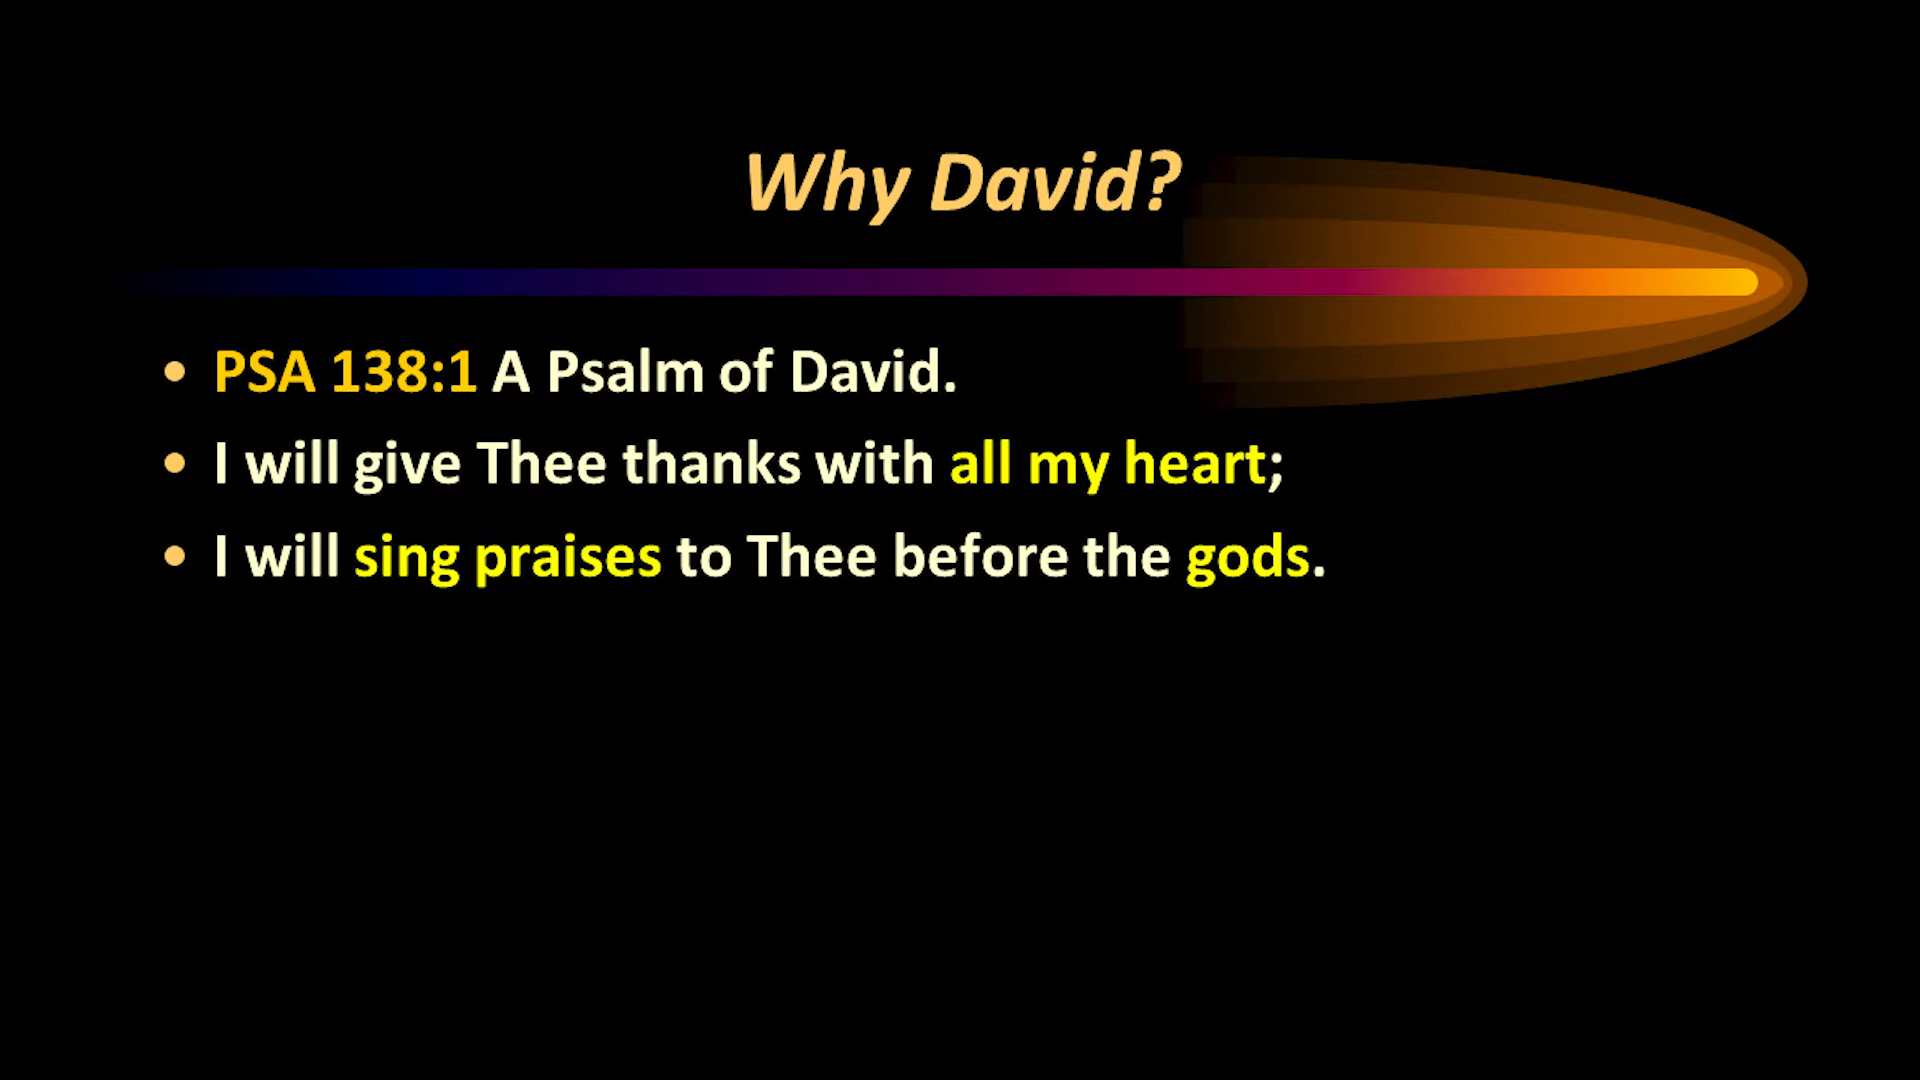 Why David?
• PSA 138:1 A Psalm of David.
• I will give Thee thanks with all my heart;
• I will sing praises to Thee before the gods.